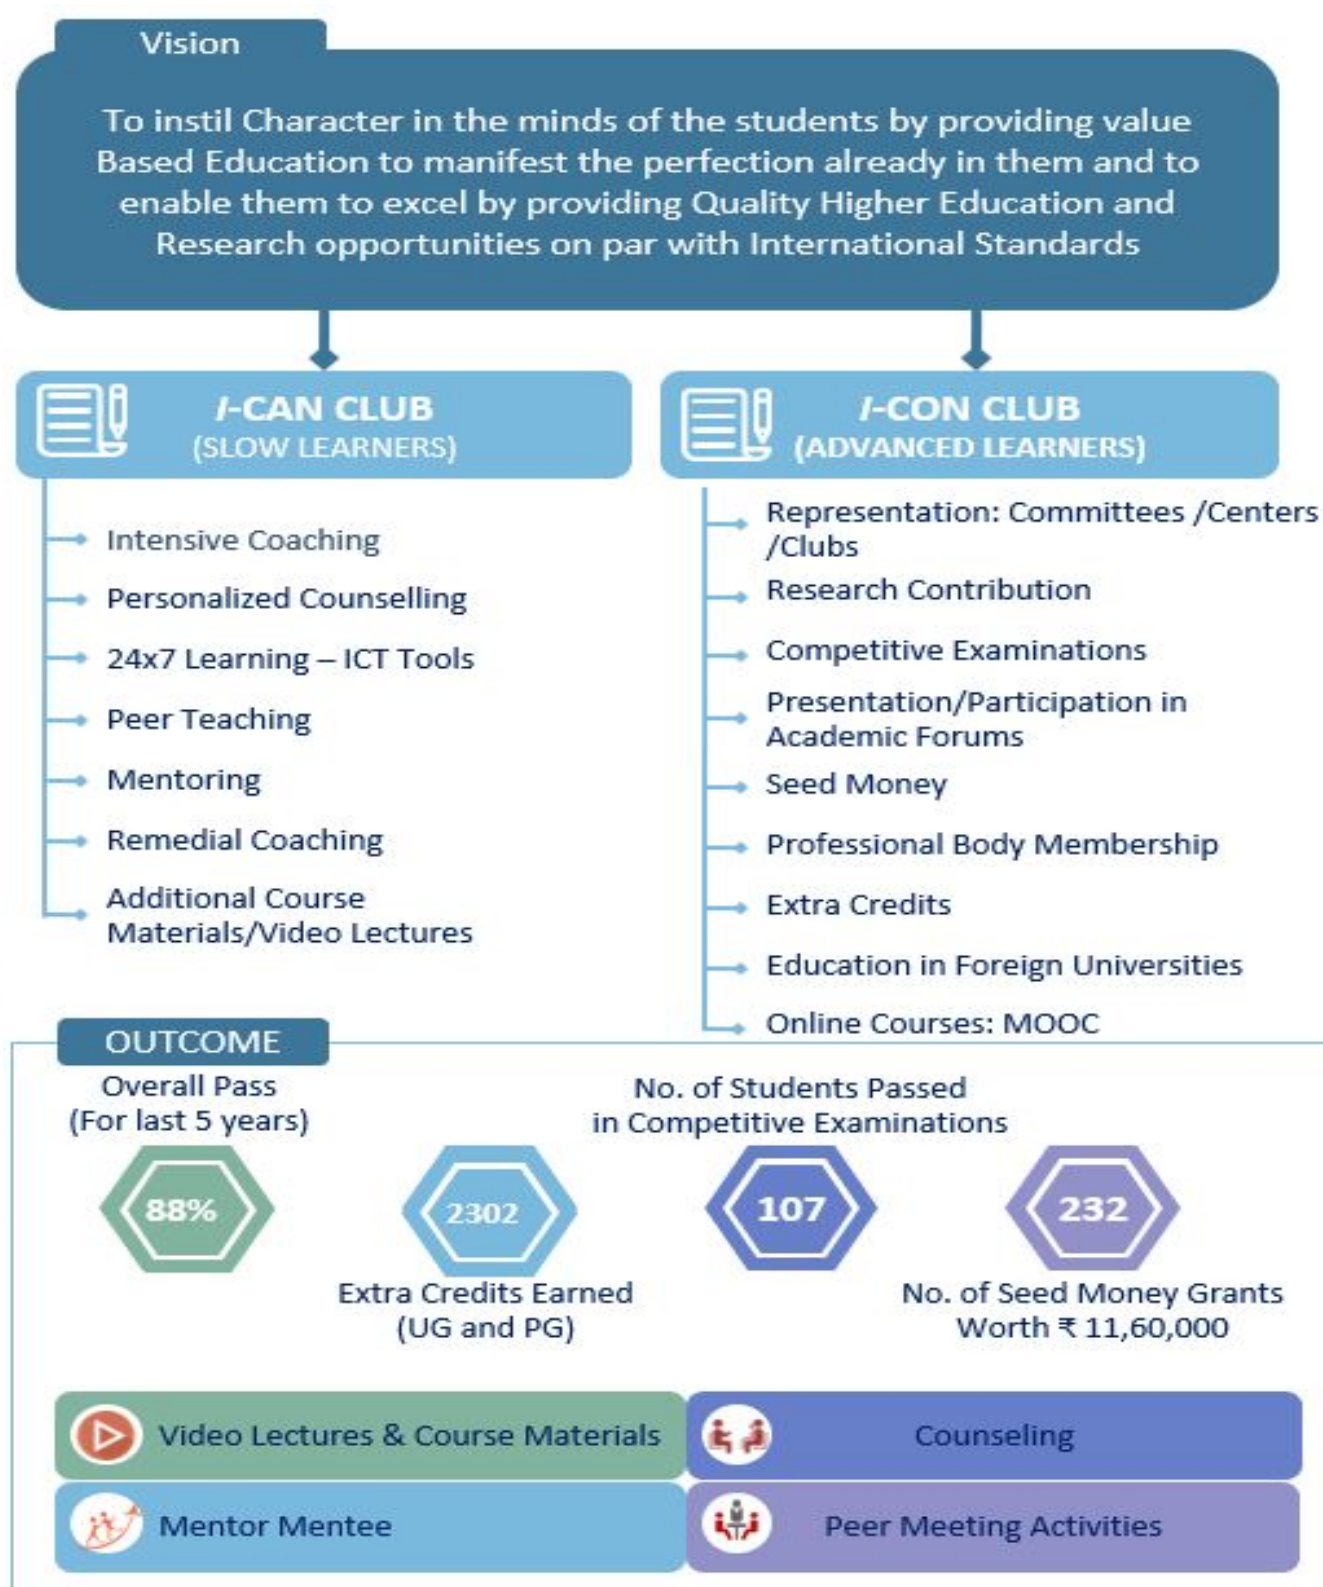 Vision
To instil Character in the minds of the students by providing value
Based Education to manifest the perfection already in them and to
enable them to excel by providing Quality Higher Education and
Research opportunities on par with International Standards
I-CAN CLUB
(SLOW LEARNERS)
Intensive Coaching
Personalized Counselling
24x7 Learning – ICT Tools
Peer Teaching
Mentoring
Remedial Coaching
Additional Course
Materials/Video Lectures
I-CON CLUB
(ADVANCED LEARNERS)
Representation: Committees /Centers
/Clubs
Research Contribution
Competitive Examinations
Presentation/Participation in
Academic Forums
Seed Money
Professional Body Membership
Extra Credits
Education in Foreign Universities
Online Courses: MOOC
OUTCOME
Overall Pass
(For last 5 years)
88%
2302
Extra Credits Earned
(UG and PG)
No. of Students Passed
in Competitive Examinations
107
232
No. of Seed Money Grants
Worth ₹ 11,60,000
Video Lectures & Course Materials
Counseling
Mentor Mentee
Peer Meeting Activities